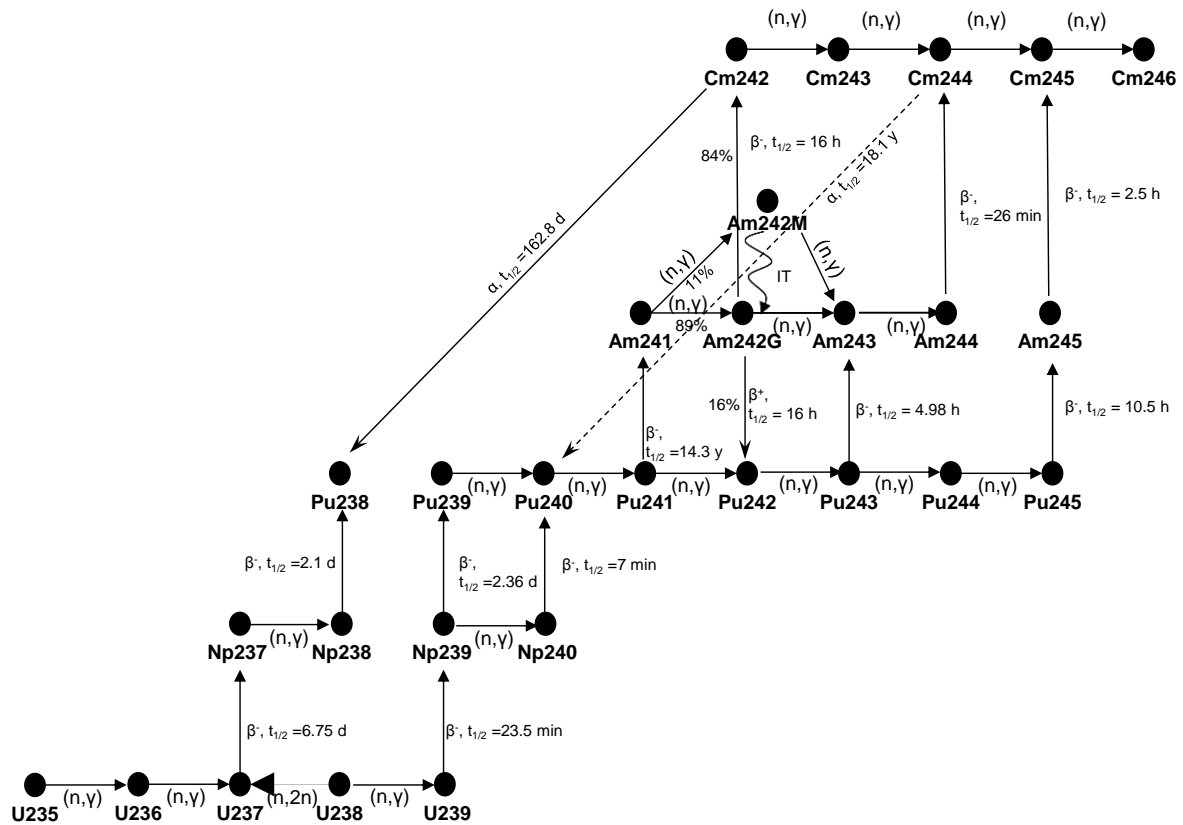 (n,γ) (n,γ) (n,γ) (n,γ)
Cm242 Cm243 Cm244 Cm245 Cm246
84%
β⁻, t₁/₂ = 16 h
α, t₁/₂ =18.1 y
β⁻,
t₁/₂ =26 min
β⁻, t₁/₂ = 2.5 h
α, t₁/₂ =162.8 d
Am242M
(n,γ)
11%
IT
(n,γ)
(n,γ)
89%
(n,γ)
(n,γ)
Am241 Am242G Am243 Am244 Am245
16%
β⁺,
t₁/₂ = 16 h
β⁻, t₁/₂ = 4.98 h
β⁻, t₁/₂ = 10.5 h
β⁻,
t₁/₂ =14.3 y
(n,γ) (n,γ) (n,γ) (n,γ) (n,γ) (n,γ)
Pu238 Pu239 Pu240 Pu241 Pu242 Pu243 Pu244 Pu245
β⁻, t₁/₂ =2.1 d
β⁻,
t₁/₂ =2.36 d
β⁻, t₁/₂ =7 min
(n,γ) (n,γ)
Np237 Np238 Np239 Np240
β⁻, t₁/₂ =6.75 d
β⁻, t₁/₂ =23.5 min
(n,γ) (n,γ) (n,2n) (n,γ)
U235 U236 U237 U238 U239